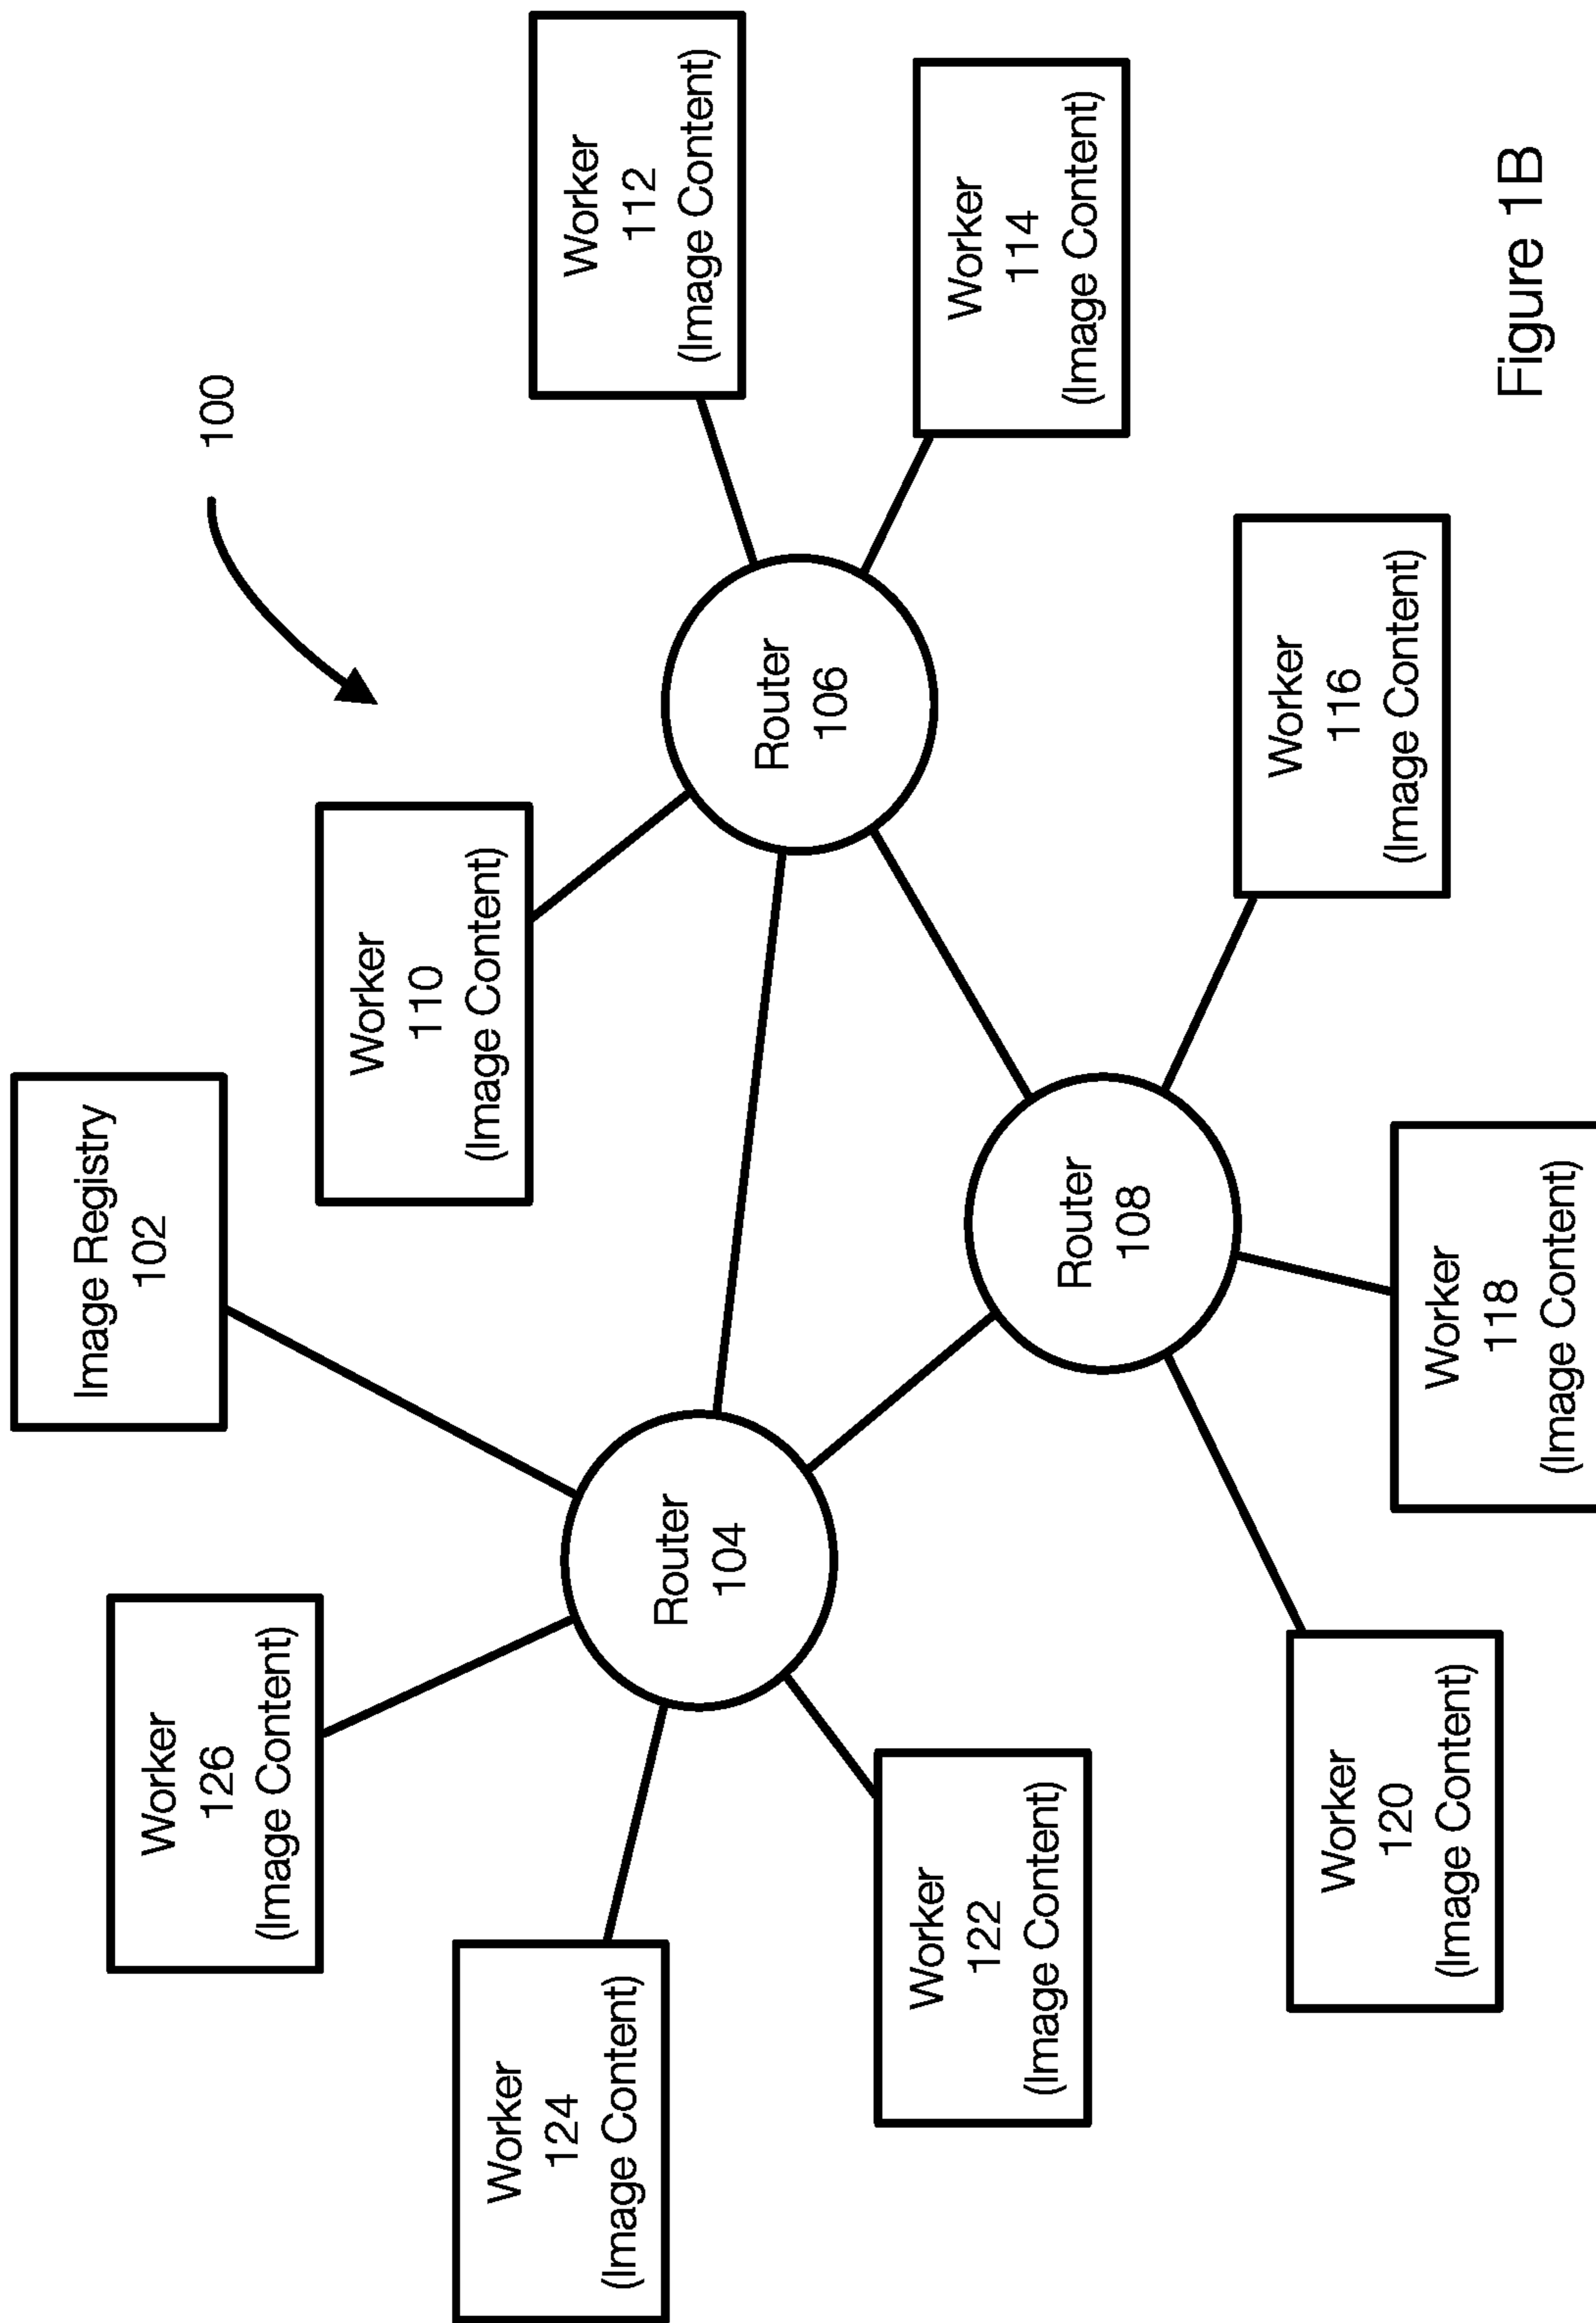 100
Image Registry
102
Worker
126
(Image Content)
Worker
110
(Image Content)
Worker
124
(Image Content)
Worker
112
(Image Content)
Router
104
Router
106
Worker
122
(Image Content)
Worker
114
(Image Content)
Router
108
Worker
120
(Image Content)
Worker
116
(Image Content)
Worker
118
(Image Content)
Figure 1B